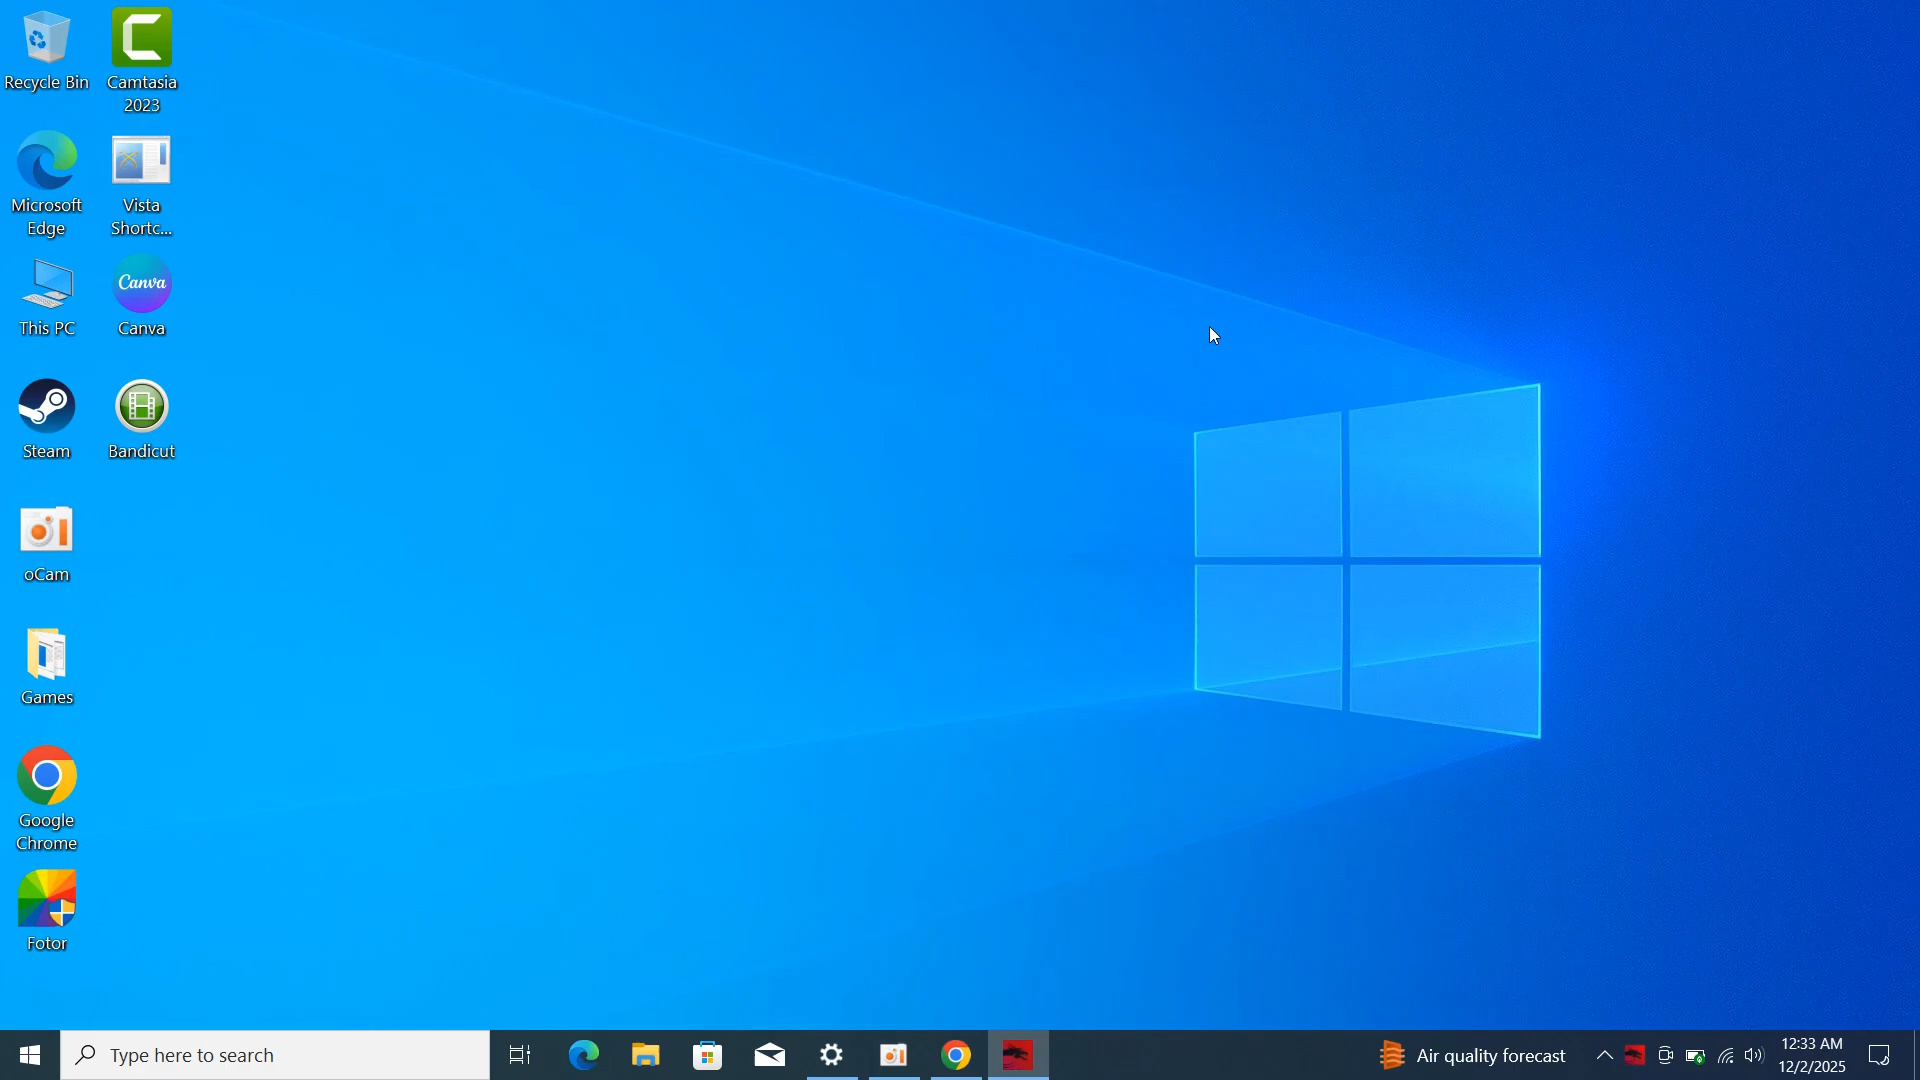 Recycle Bin
Camtasia
2023
Microsoft
Edge
Vista
Shortc...
This PC
Canva
Canva
Steam
Bandicut
oCam
Games
Google
Chrome
Fotor
Type here to search
Air quality forecast
12:33 AM
12/2/2025